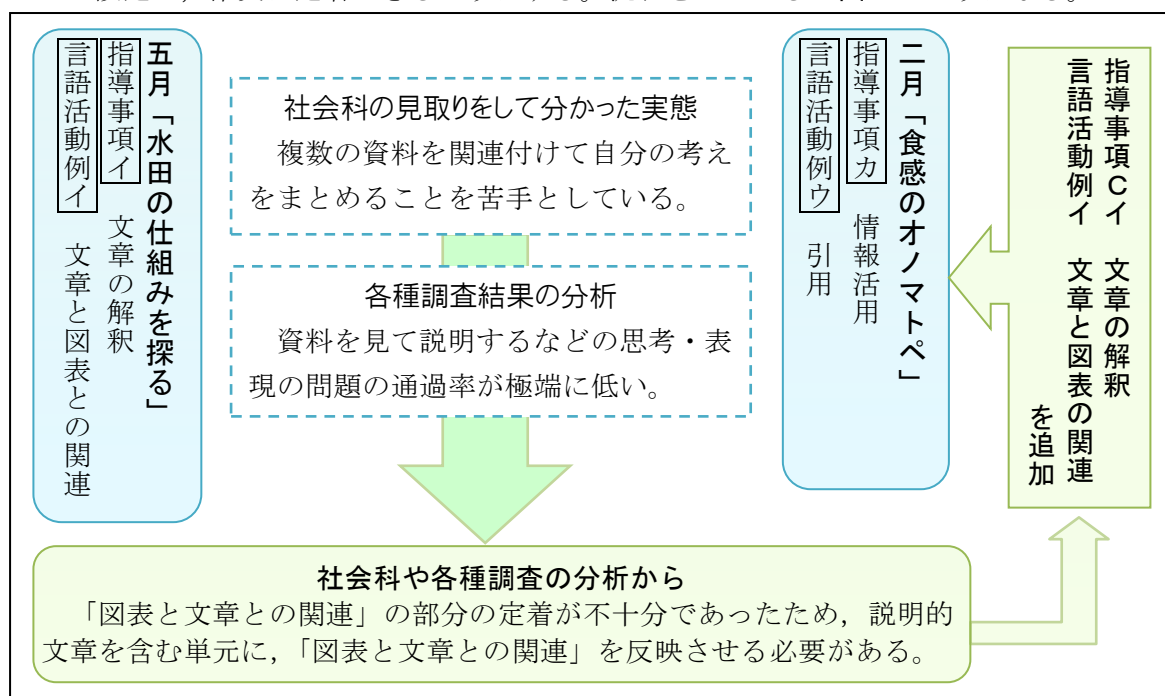 五月「水田の仕組みを探る」
指導事項イ 文章の解釈
言語活動例イ 文章と図表との関連
社会科の見取りをして分かった実態
複数の資料を関連付けて自分の考え
をまとめることを苦手としている。
各種調査結果の分析
資料を見て説明するなどの思考・表
現の問題の通過率が極端に低い。
二月「食感のオノマトペ」
指導事項カ 情報活用
言語活動例ウ 引用
指導事項Cイ 文章の解釈
言語活動例イ 文章と図表の関連
を追加
社会科や各種調査の分析から
「図表と文章との関連」の部分の定着が不十分であったため，説明的
文章を含む単元に，「図表と文章との関連」を反映させる必要がある。